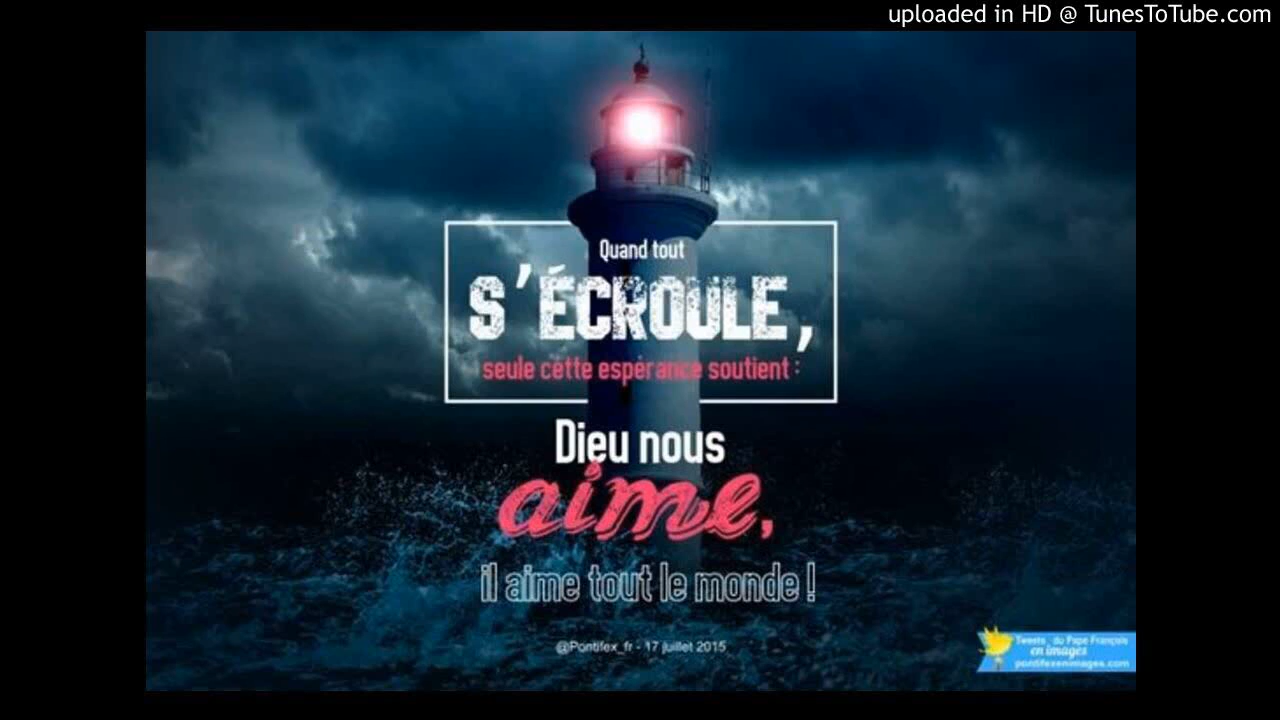 uploaded in HD @ TunesToTube.com
Quand tout
S'ÉCROULE,
seule cette espérance soutient :
Dieu nous
aime,
il aime tout le monde !
@Pontifex_fr - 17 juillet 2015
Tweets du Pape François
en images
pontifexenimages.com